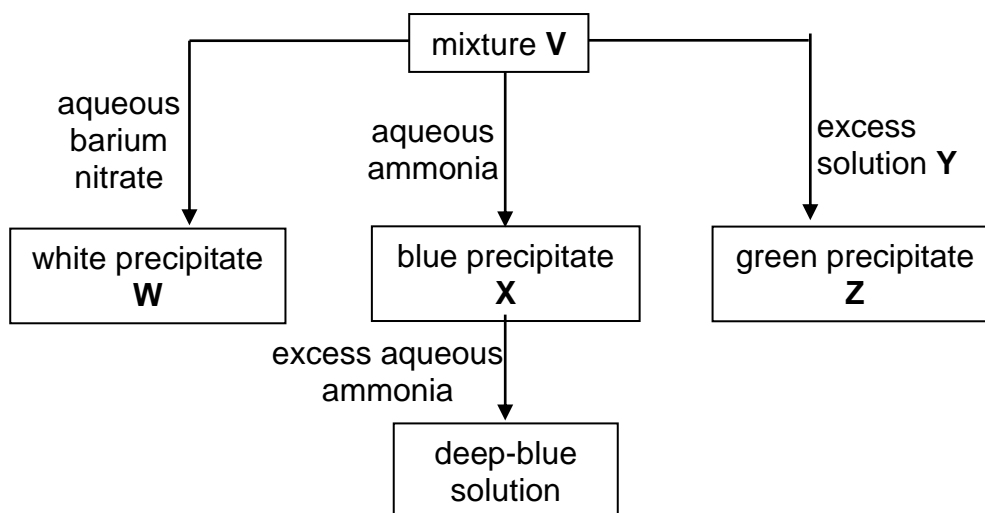 mixture V
aqueous
barium
nitrate
aqueous
ammonia
excess
solution Y
white precipitate
W
blue precipitate
X
green precipitate
Z
excess aqueous
ammonia
deep-blue
solution